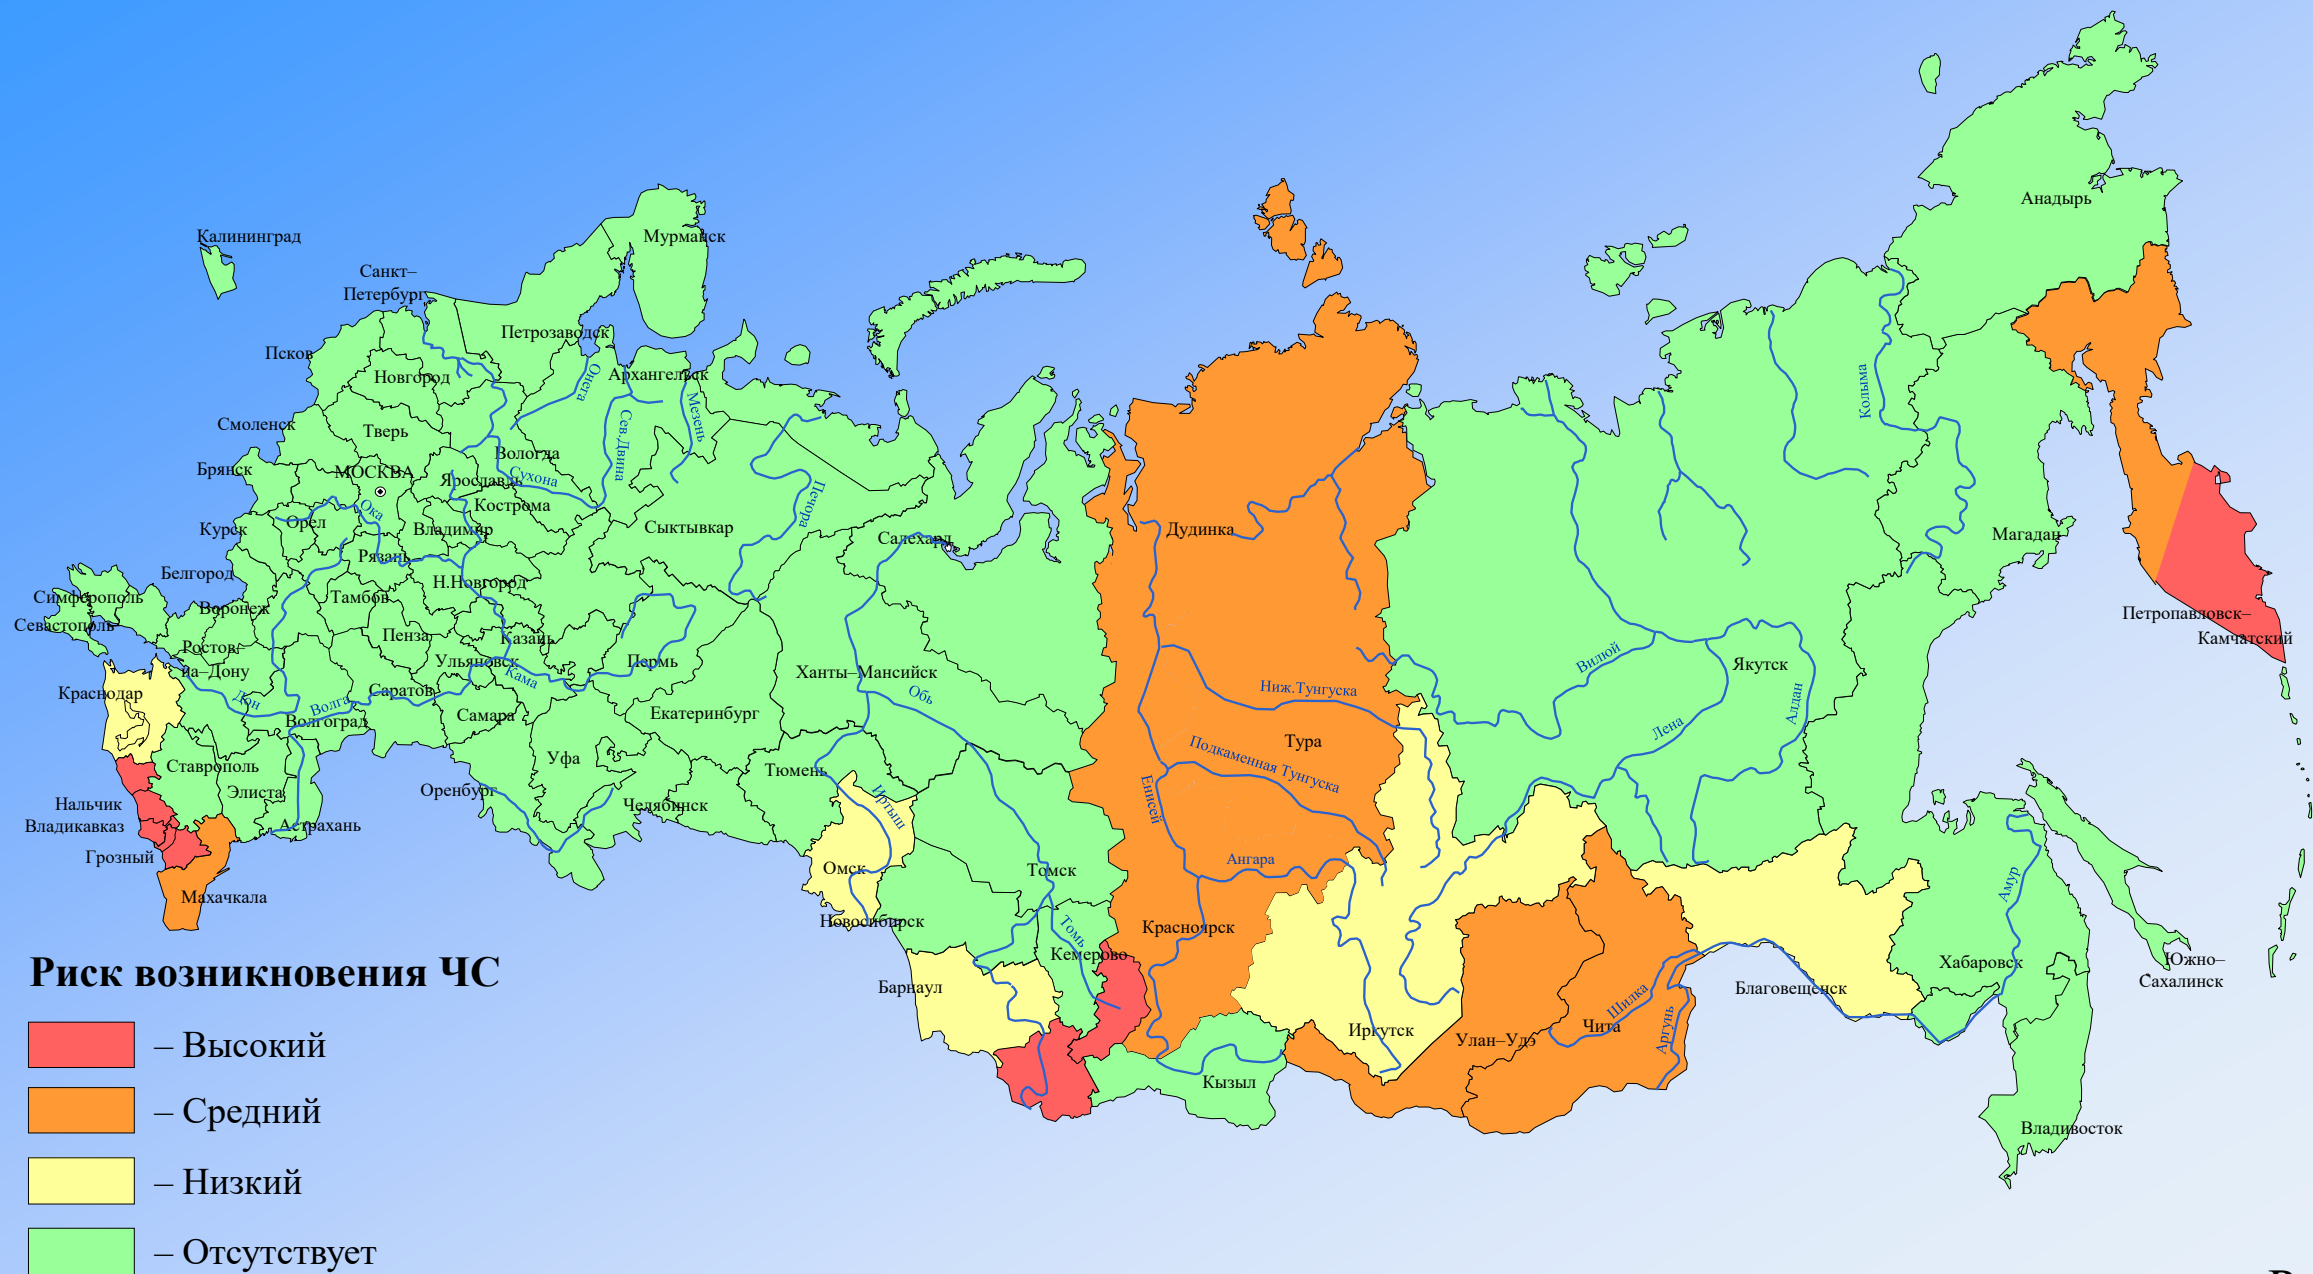 Калининград
Санкт–
Петербург
Мурманск
Анадырь
Петрозаводск
Псков
Новгород
Архангельск
Онега
Мезень
Колыма
Смоленск
Тверь
Сев.Двина
Вологда
Брянск
МОСКВА
Ярославль
Сухона
Печора
Кострома
Ока
Курск
Орел
Владимир
Сыктывкар
Салехард
Дудинка
Магадан
Рязань
Белгород
Н.Новгород
Симферополь
Воронеж
Тамбов
Севастополь
Петропавловск–
Камчатский
Пенза
Казань
Ростов–
на–Дону
Ульяновск
Пермь
Кама
Ханты–Мансийск
Обь
Вилюй
Якутск
Ниж.Тунгуска
Краснодар
Дон
Волга
Саратов
Волгоград
Самара
Екатеринбург
Алдан
Лена
Тура
Подкаменная Тунгуска
Ставрополь
Уфа
Тюмень
Элиста
Оренбург
Челябинск
Иртыш
Енисей
Нальчик
Владикавказ
Астрахань
Грозный
Ангара
Махачкала
Омск
Томск
Новосибирск
Томь
Красноярск
Амур
Кемерово
Барнаул
Хабаровск
Южно–
Сахалинск
Благовещенск
Шилка
Аргунь
Иркутск
Улан–Удэ
Чита
Кызыл
Владивосток
Риск возникновения ЧС
– Высокий
– Средний
– Низкий
– Отсутствует